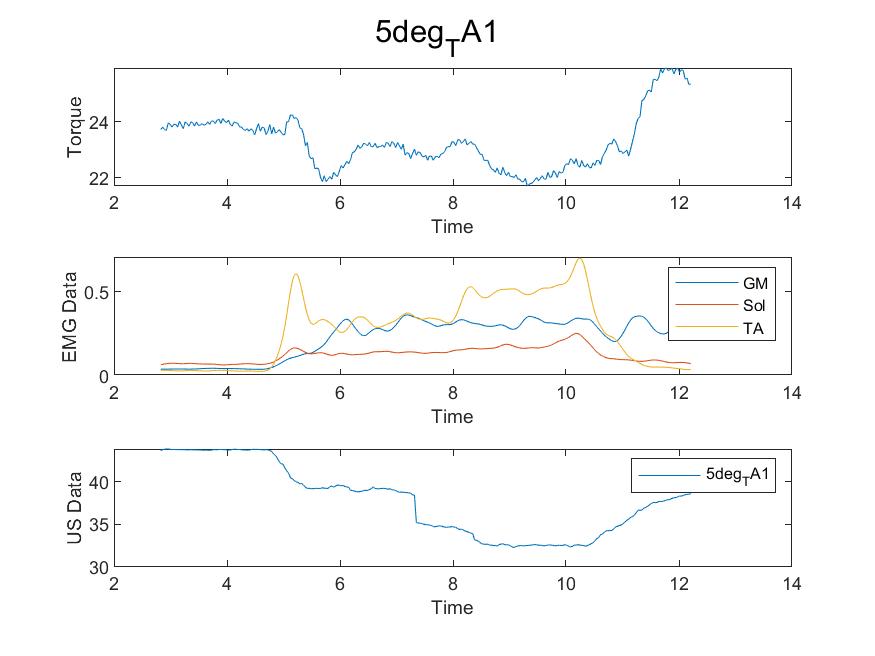 5deg_TA1
24
22
Torque
2 4 6 8 10 12 14
Time
0.5
0
EMG Data
GM
Sol
TA
2 4 6 8 10 12 14
Time
40
35
30
US Data
5deg_TA1
2 4 6 8 10 12 14
Time